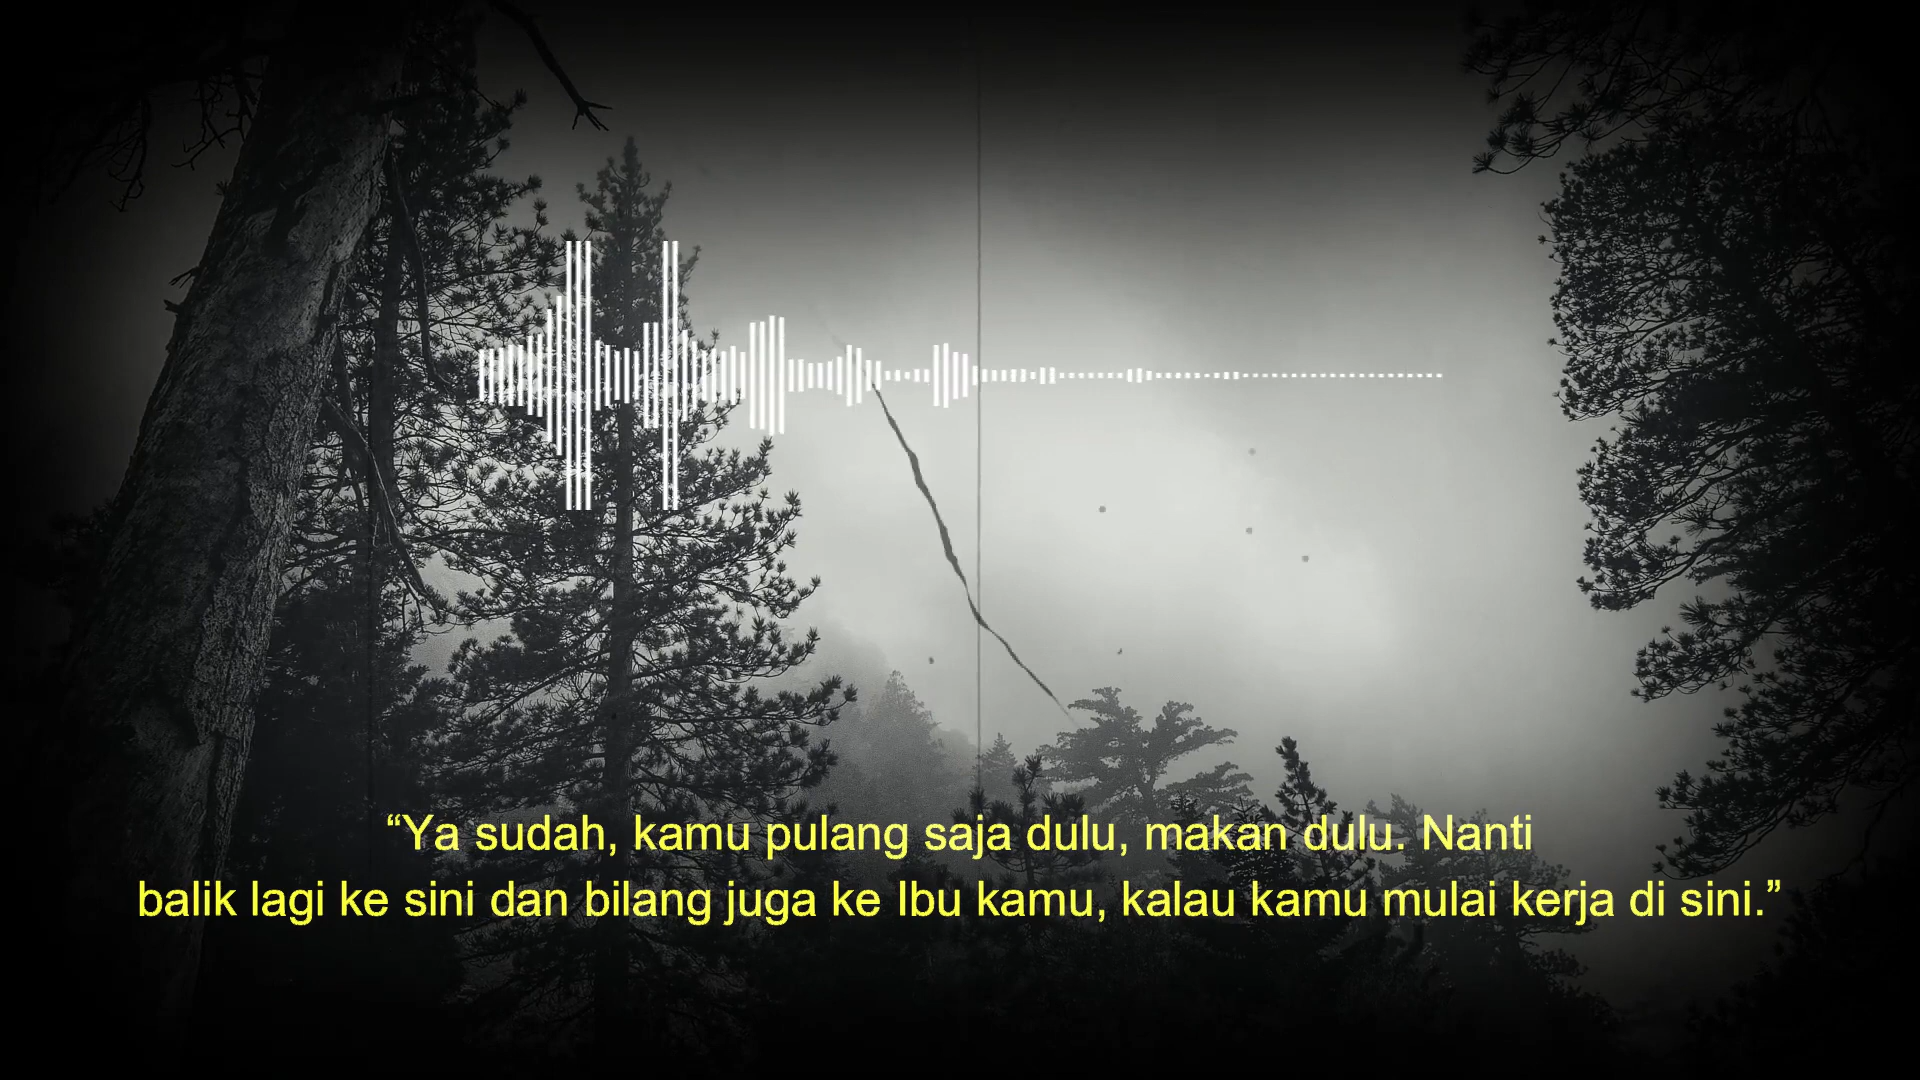 “Ya sudah, kamu pulang saja dulu, makan dulu. Nanti
balik lagi ke sini dan bilang juga ke Ibu kamu, kalau kamu mulai kerja di sini.”